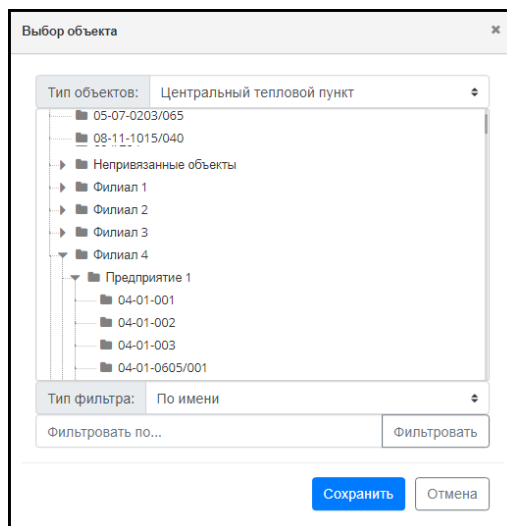 Выбор объекта ×
Тип объектов: Центральный тепловой пункт
05-07-0203/065
08-11-1015/040
Непривязанные объекты
Филиал 1
Филиал 2
Филиал 3
Филиал 4
Предприятие 1
04-01-001
04-01-002
04-01-003
04-01-0605/001
Тип фильтра: По имени
Фильтровать по... Фильтровать
Сохранить Отмена